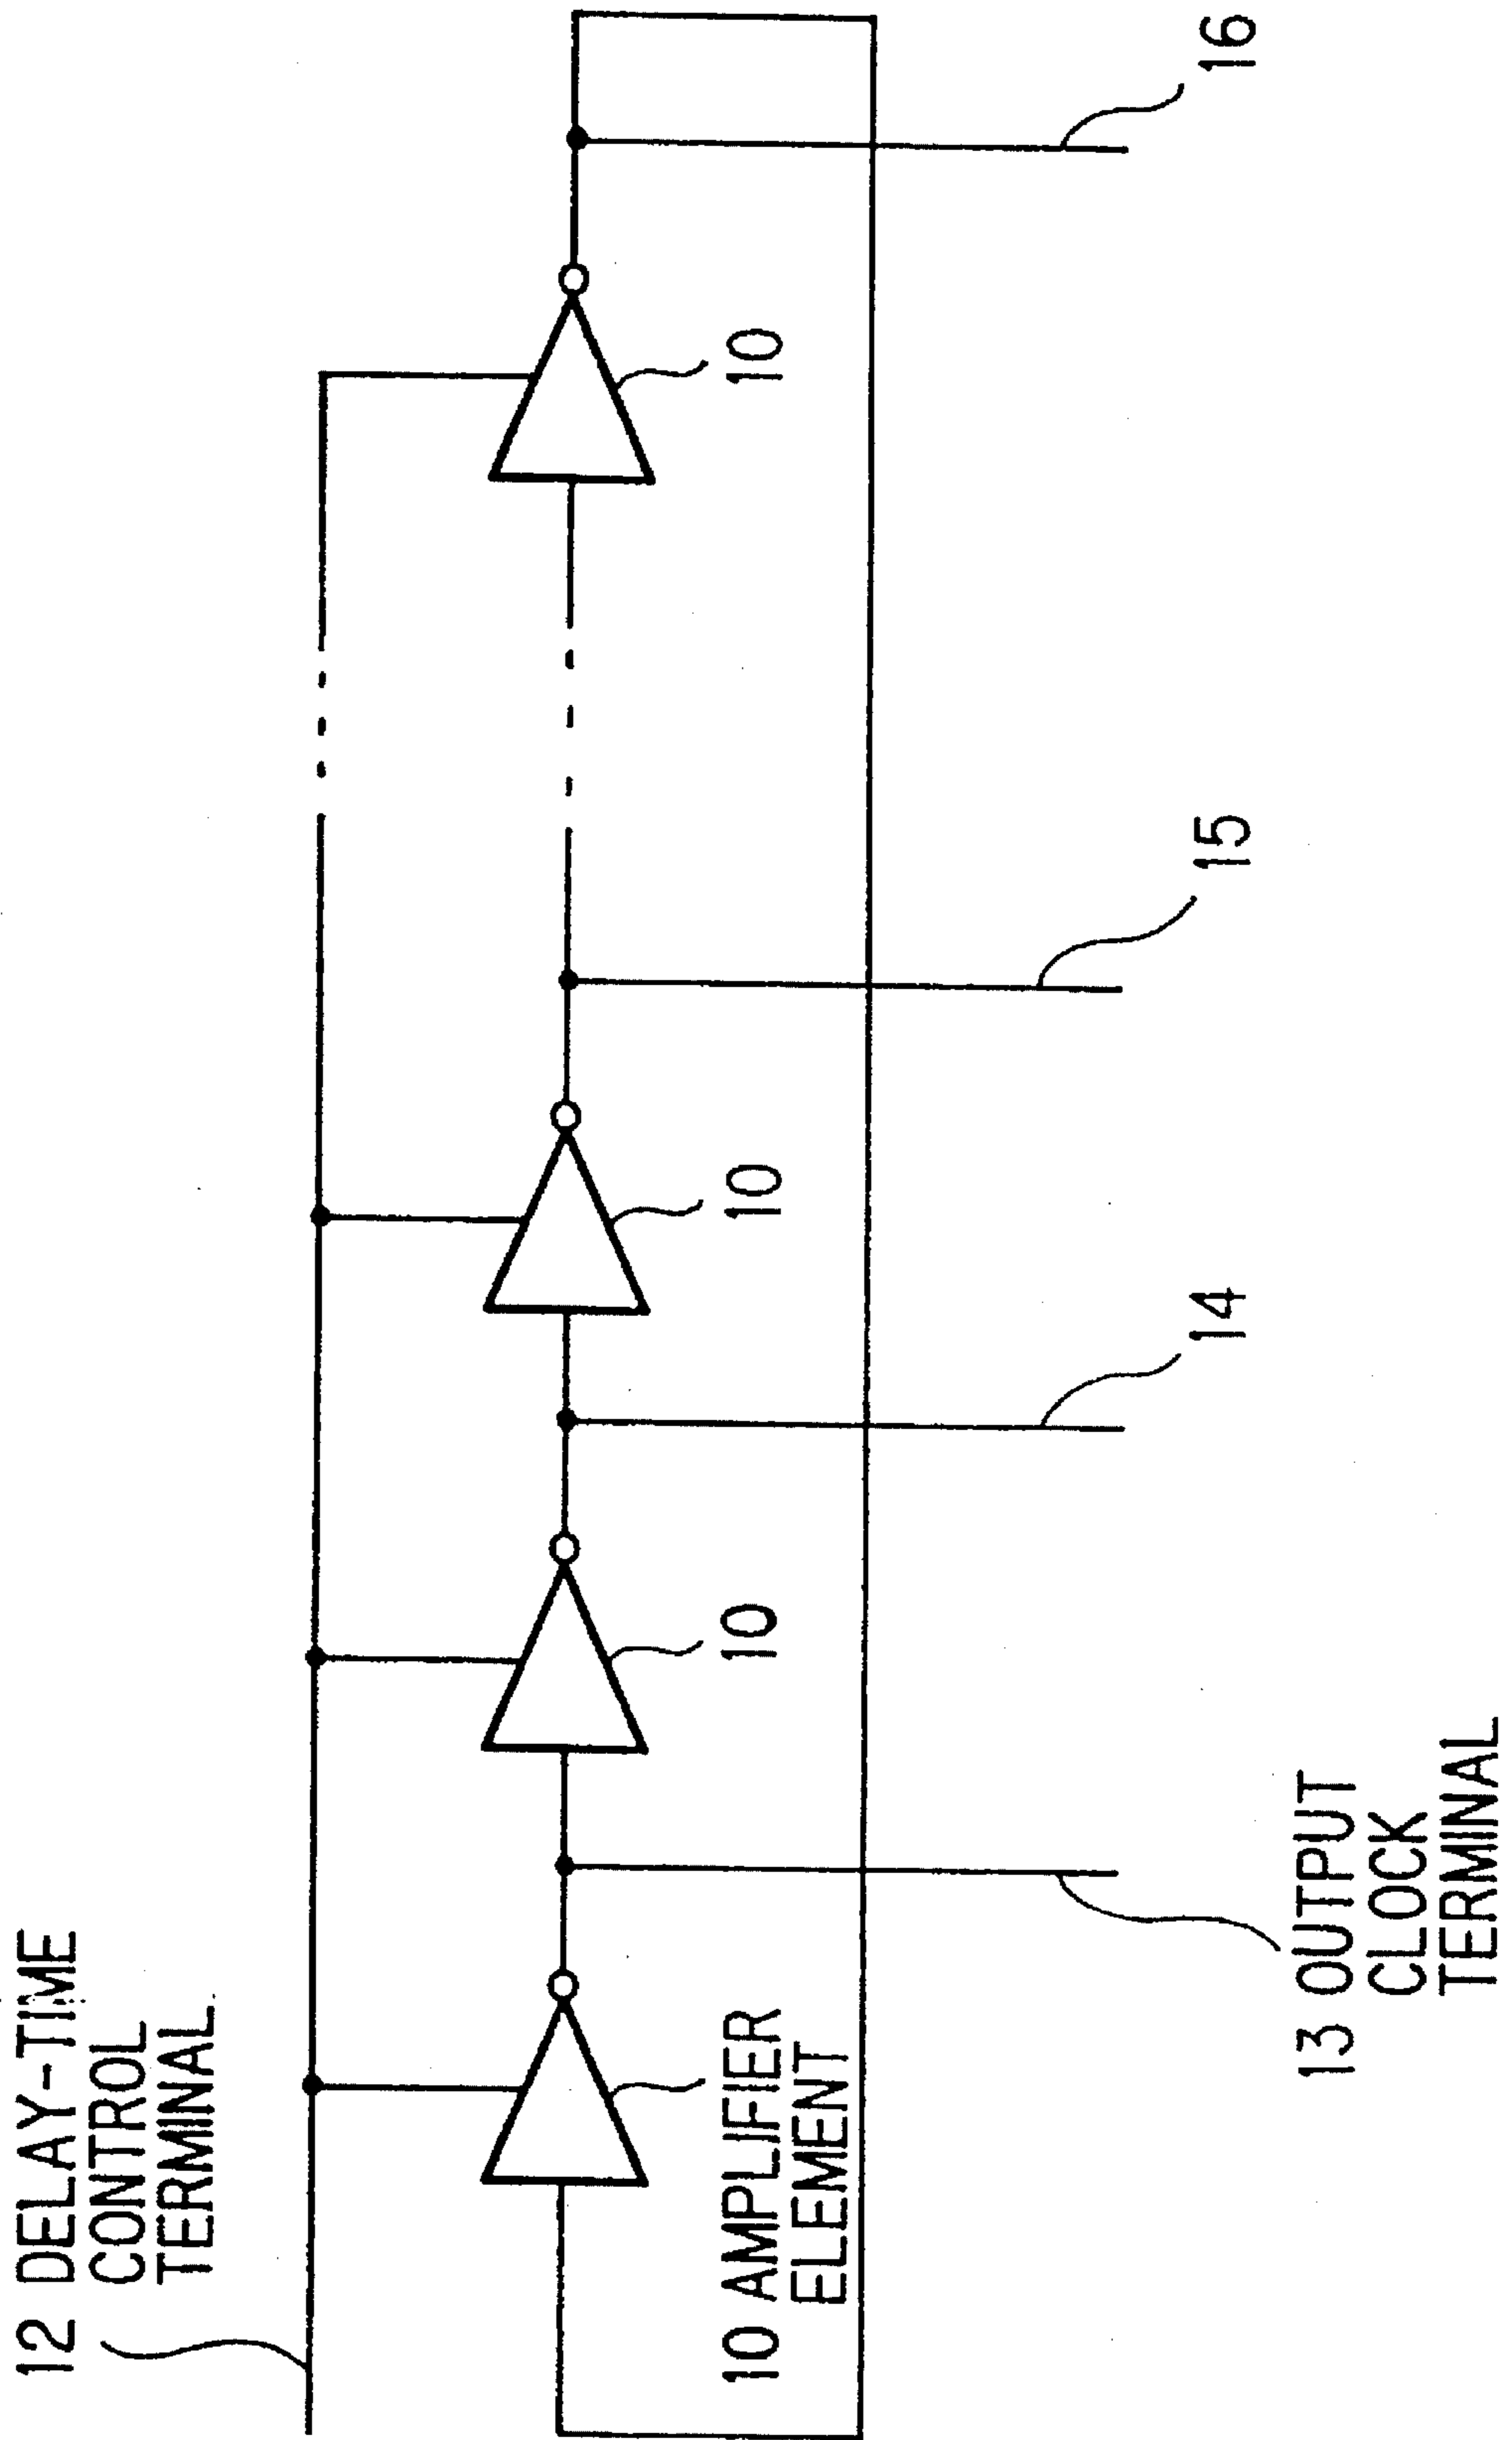 12 DELAY-TIME
CONTROL
TERMINAL
10 AMPLIFIER
ELEMENT
10
10
10
13 OUTPUT
CLOCK
TERMINAL
14
15
16